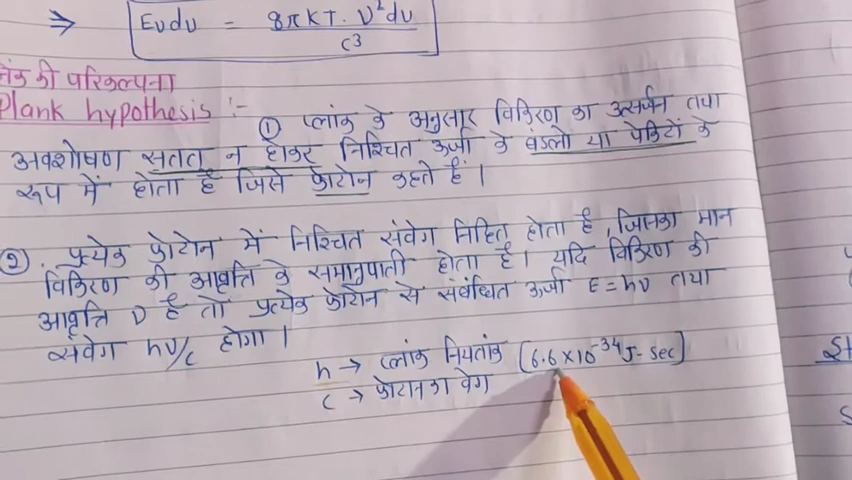 ⇒ Eνdν = 8πKT. ν²dν / c³
की परिकल्पना
Plank hypothesis :-
① प्लांक के अनुसार विकिरण का उत्सर्जन तथा
अवशोषण सतत न होकर निश्चित ऊर्जा के बंडलो या पैकिटों के
रूप में होता है जिसे फोटोन कहते हैं ।
② . प्रत्येक फोटोन में निश्चित संवेग निहित होता है , जिसका मान
विकिरण की आवृत्ति के समानुपाती होता है । यदि विकिरण की
आवृत्ति ν है तो प्रत्येक फोटोन से संबंधित ऊर्जा E = hν तथा
संवेग hν/c होगा ।
h → प्लांक नियतांक [6.6 × 10⁻³⁴ J- Sec]
c → फोटान का वेग